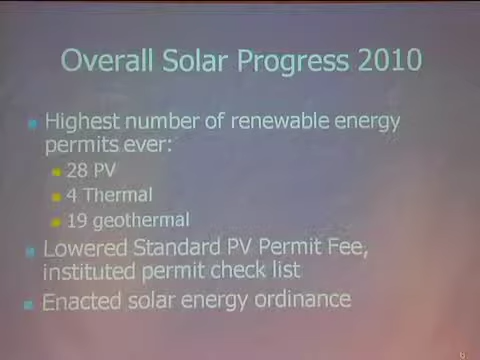 Overall Solar Progress 2010
Highest number of renewable energy
permits ever:
28 PV
4 Thermal
19 geothermal
Lowered Standard PV Permit Fee,
instituted permit check list
Enacted solar energy ordinance
6